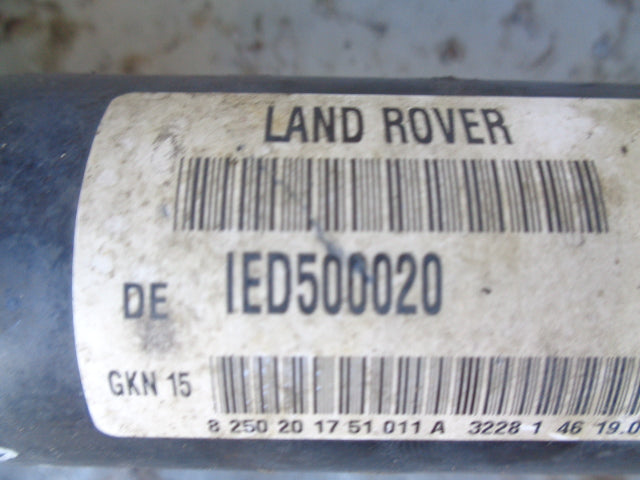 LAND ROVER
DE IED500020
GKN 15
8 250 20 17 51 011 A 3228 1 46 19.0